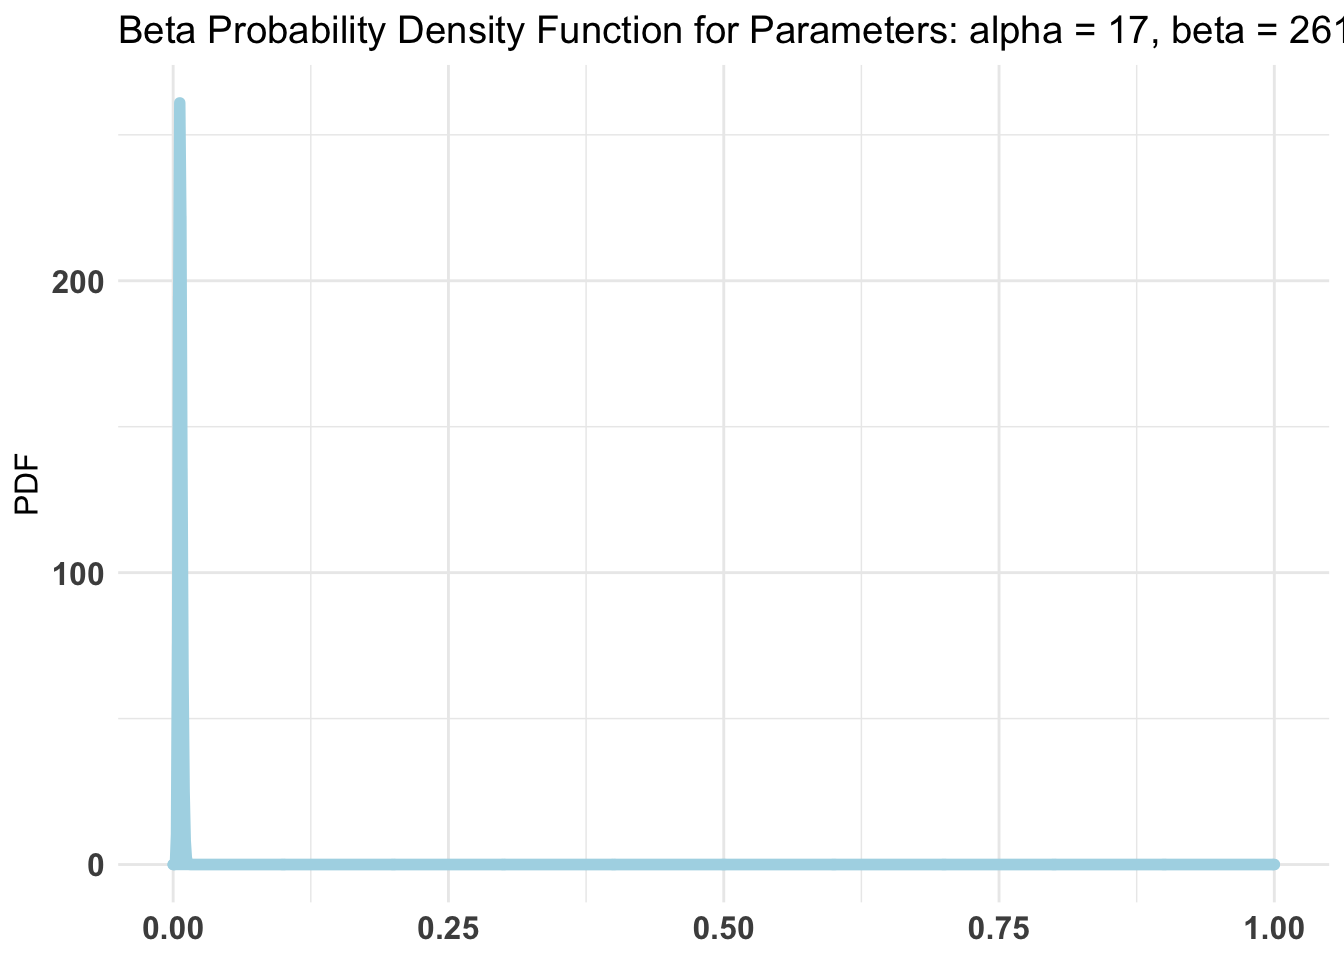 Beta Probability Density Function for Parameters: alpha = 17, beta = 261
PDF
200
100
0
0.00 0.25 0.50 0.75 1.00